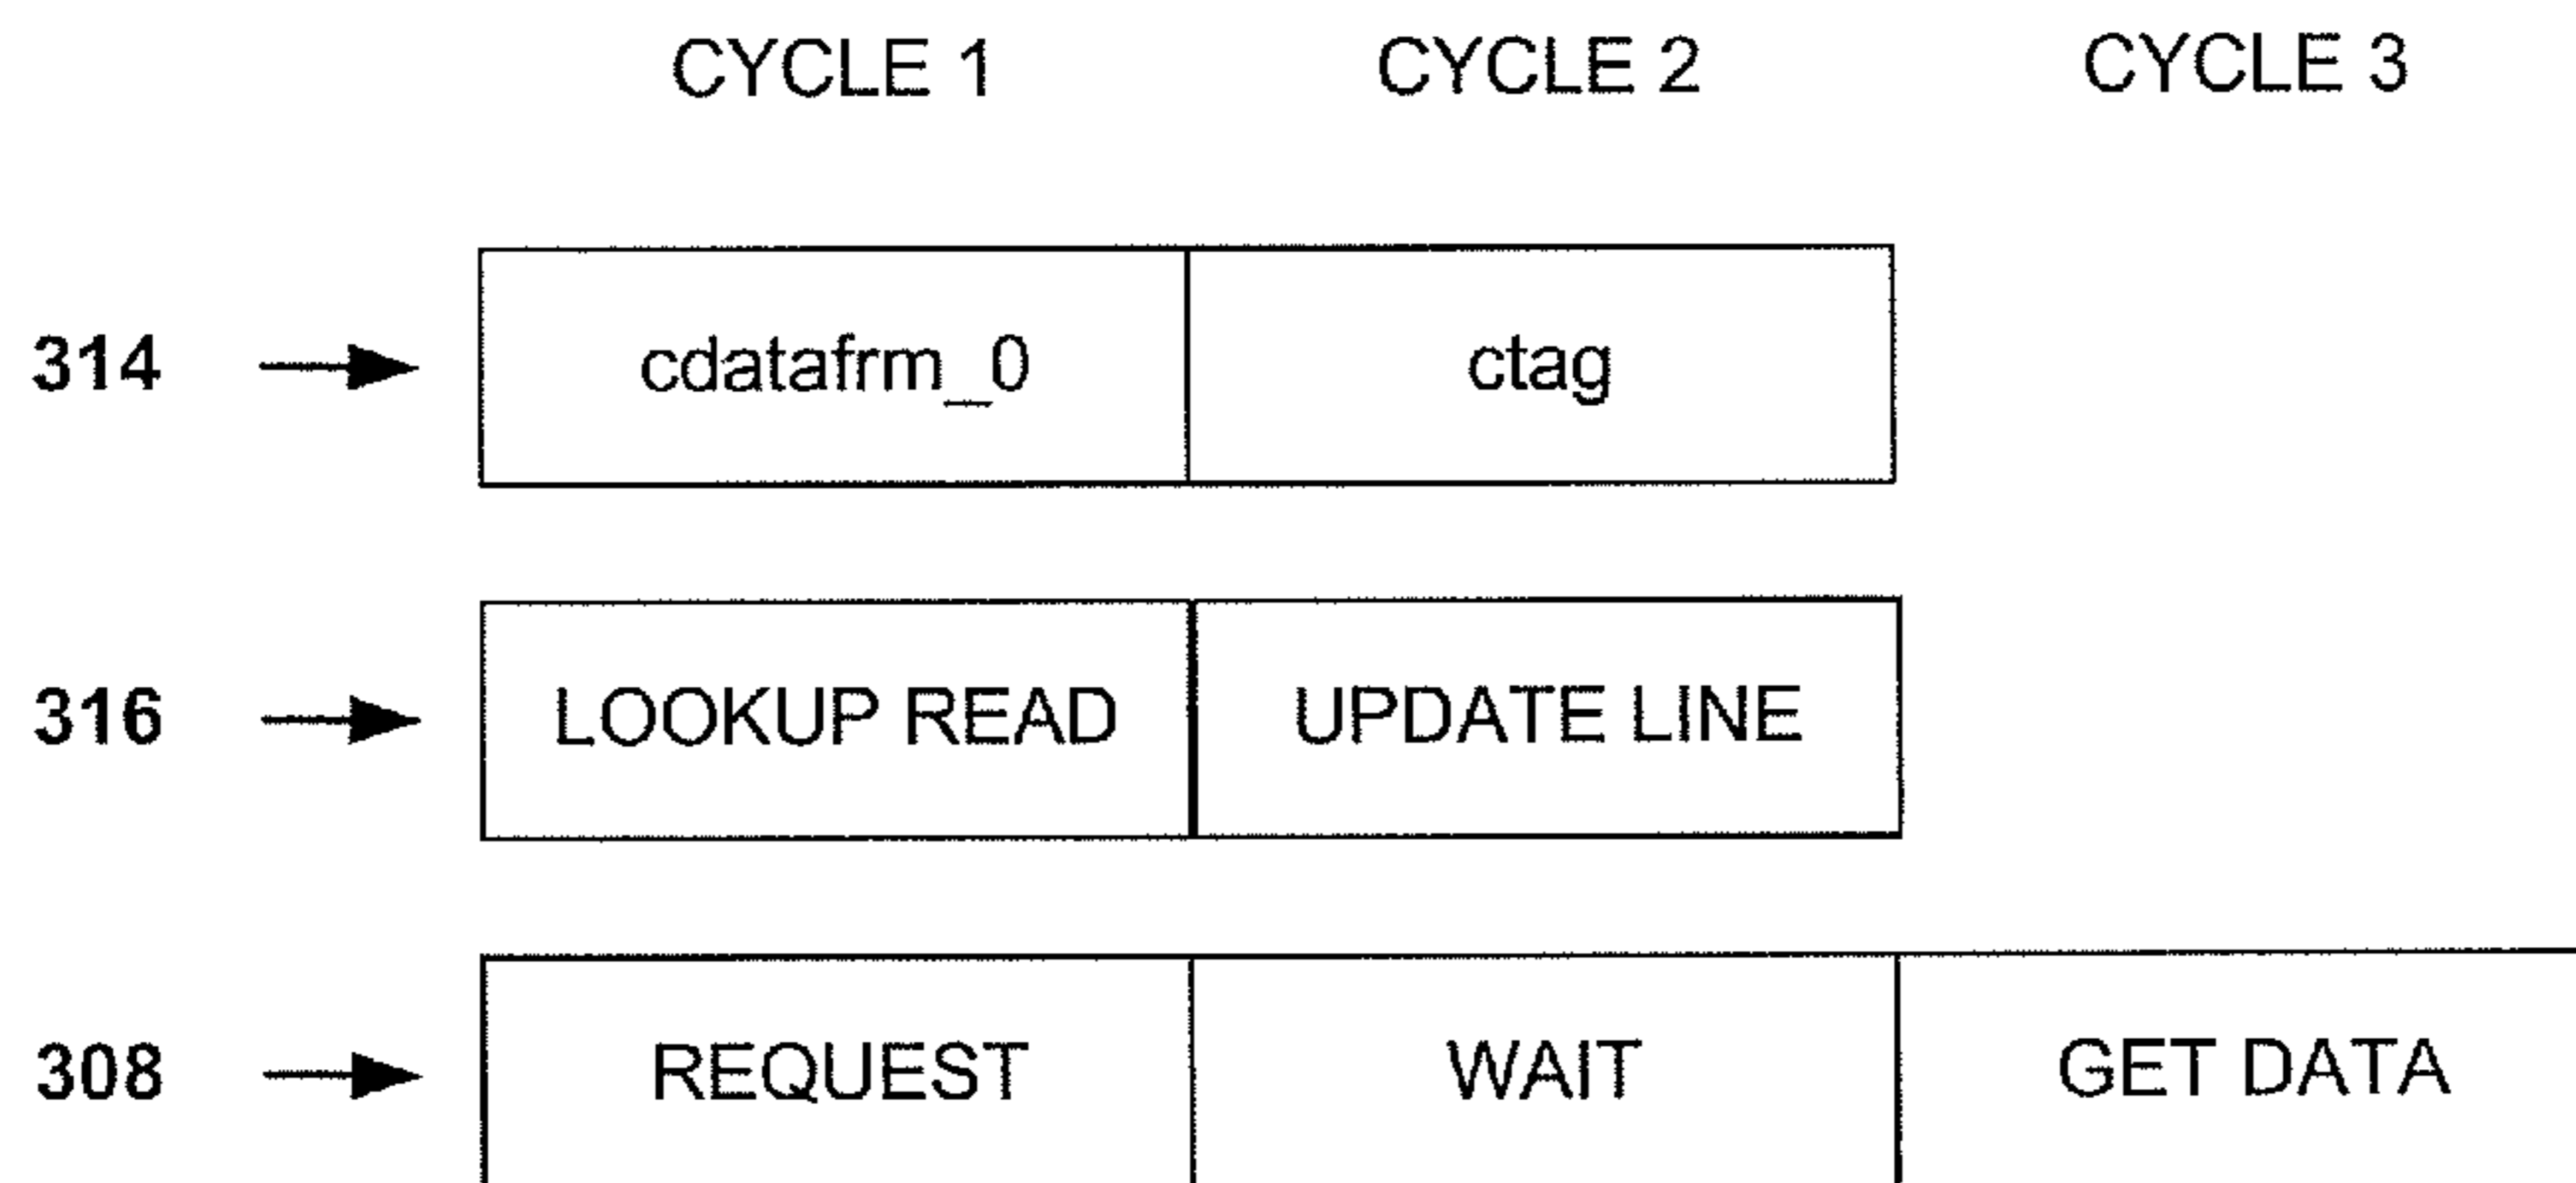 CYCLE 1 CYCLE 2 CYCLE 3
314 cdatafrm_0 ctag
316 LOOKUP READ UPDATE LINE
308 REQUEST WAIT GET DATA